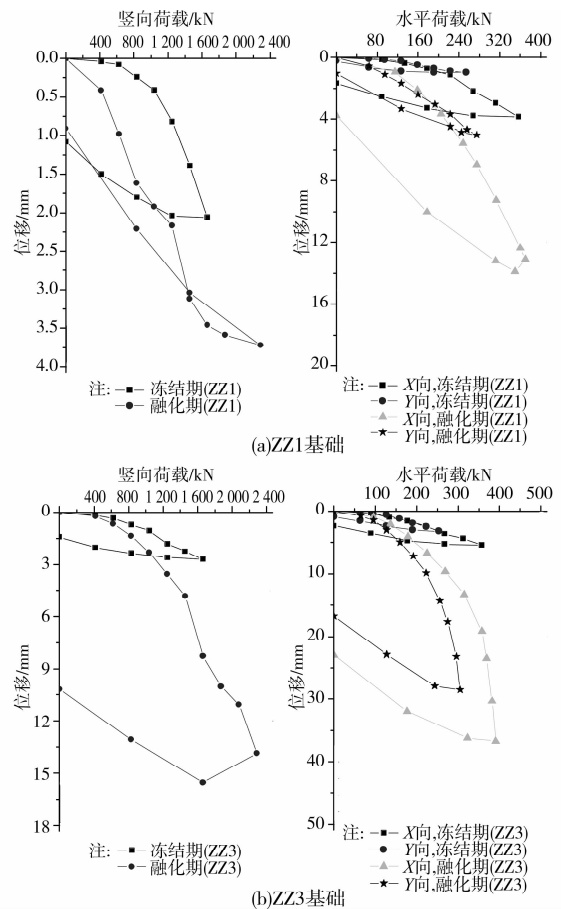 竖向荷载/kN
0 400 800 1 200 1 600 2 000 2 400
0.0
0.5
1.0
1.5
2.0
2.5
3.0
3.5
4.0
位移/mm
注: 冻结期(ZZ1)
融化期(ZZ1)
水平荷载/kN
0 80 160 240 320 400
0
4
8
12
16
20
位移/mm
注: X向,冻结期(ZZ1)
Y向,冻结期(ZZ1)
X向,融化期(ZZ1)
Y向,融化期(ZZ1)
(a)ZZ1基础
竖向荷载/kN
400 800 1 200 1 600 2 000 2 400
0
3
6
9
12
15
18
位移/mm
注: 冻结期(ZZ3)
融化期(ZZ3)
水平荷载/kN
0 100 200 300 400 500
0
10
20
30
40
50
位移/mm
注: X向,冻结期(ZZ3)
Y向,冻结期(ZZ3)
X向,融化期(ZZ3)
Y向,融化期(ZZ3)
(b)ZZ3基础